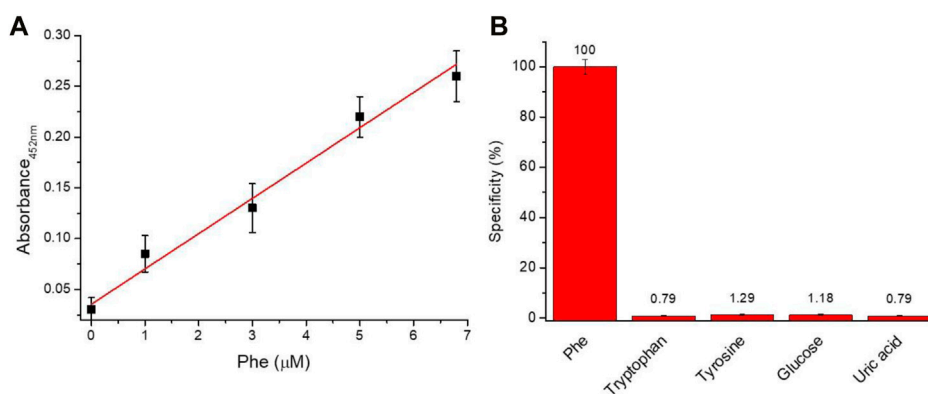 A
Absorbance452nm
0.30
0.25
0.20
0.15
0.10
0.05
0 1 2 3 4 5 6 7
Phe (μM)
B
Specificity (%)
100
80
60
40
20
0
100
0.79
1.29
1.18
0.79
Phe
Tryptophan
Tyrosine
Glucose
Uric acid